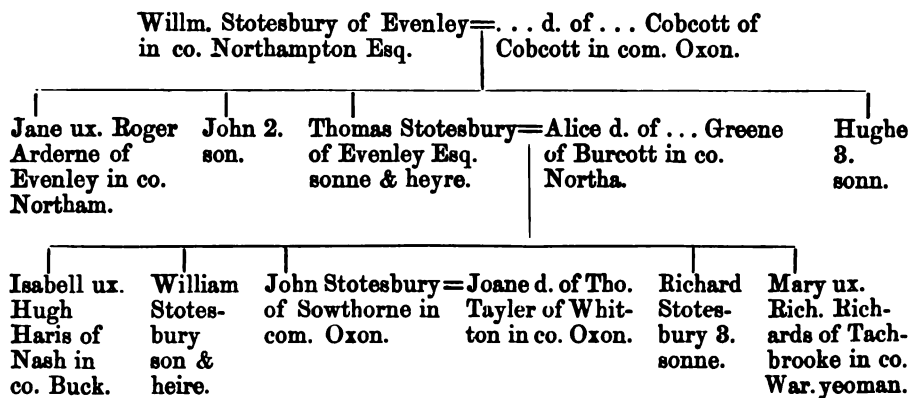 Willm. Stotesbury of Evenley=. . . d. of . . . Cobcott of
in co. Northampton Esq. Cobcott in com. Oxon.
Jane ux. Roger
Arderne of
Evenley in co.
Northam.
John 2.
son.
Thomas Stotesbury=Alice d. of . . . Greene
of Evenley Esq. of Burcott in co.
sonne & heyre. Northa.
Hughe
3.
sonn.
Isabell ux.
Hugh
Haris of
Nash in
co. Buck.
William
Stotes-
bury
son &
heire.
John Stotesbury=Joane d. of Tho.
of Sowthorne in Tayler of Whit-
com. Oxon. ton in co. Oxon.
Richard
Stotes-
bury 3.
sonne.
Mary ux.
Rich. Rich-
ards of Tach-
brooke in co.
War. yeoman.